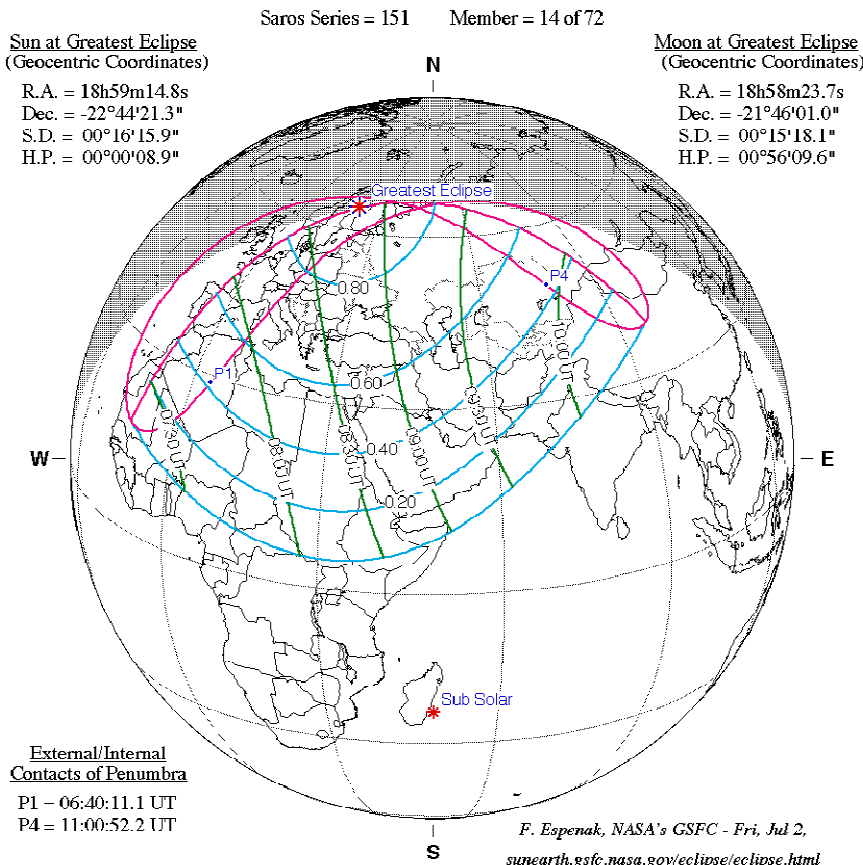 Saros Series = 151 Member = 14 of 72
Sun at Greatest Eclipse
(Geocentric Coordinates)
R.A. = 18h59m14.8s
Dec. = -22°44'21.3"
S.D. = 00°16'15.9"
H.P. = 00°00'08.9"
Moon at Greatest Eclipse
(Geocentric Coordinates)
R.A. = 18h58m23.7s
Dec. = -21°46'01.0"
S.D. = 00°15'18.1"
H.P. = 00°56'09.6"
N
Greatest Eclipse
0.80
P4
P1
0.60
0.40
0.20
07:30 UT
08:00 UT
08:30 UT
09:00 UT
09:30 UT
10:00 UT
W
E
Sub Solar
External/Internal
Contacts of Penumbra
P1 = 06:40:11.1 UT
P4 = 11:00:52.2 UT
S
F. Espenak, NASA's GSFC - Fri, Jul 2,
sunearth.gsfc.nasa.gov/eclipse/eclipse.html